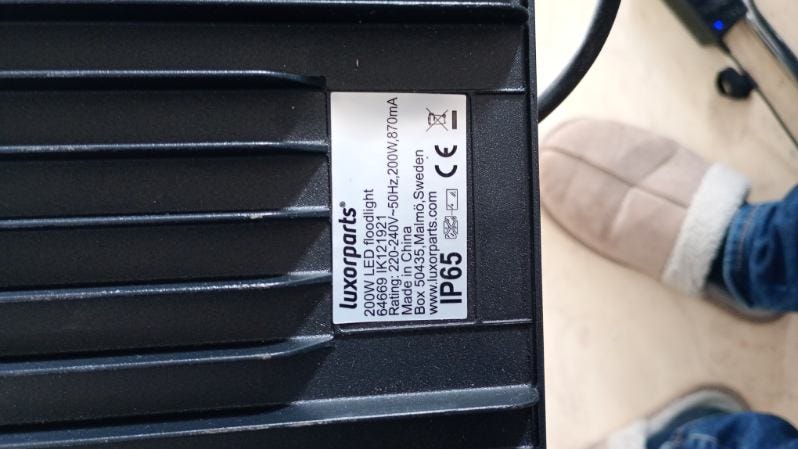 luxorparts®
200W LED floodlight
64669 IK121921
Rating: 220-240V~50Hz,200W,870mA
Made in China
Box 50435,Malmö,Sweden
www.luxorparts.com
IP65 CE